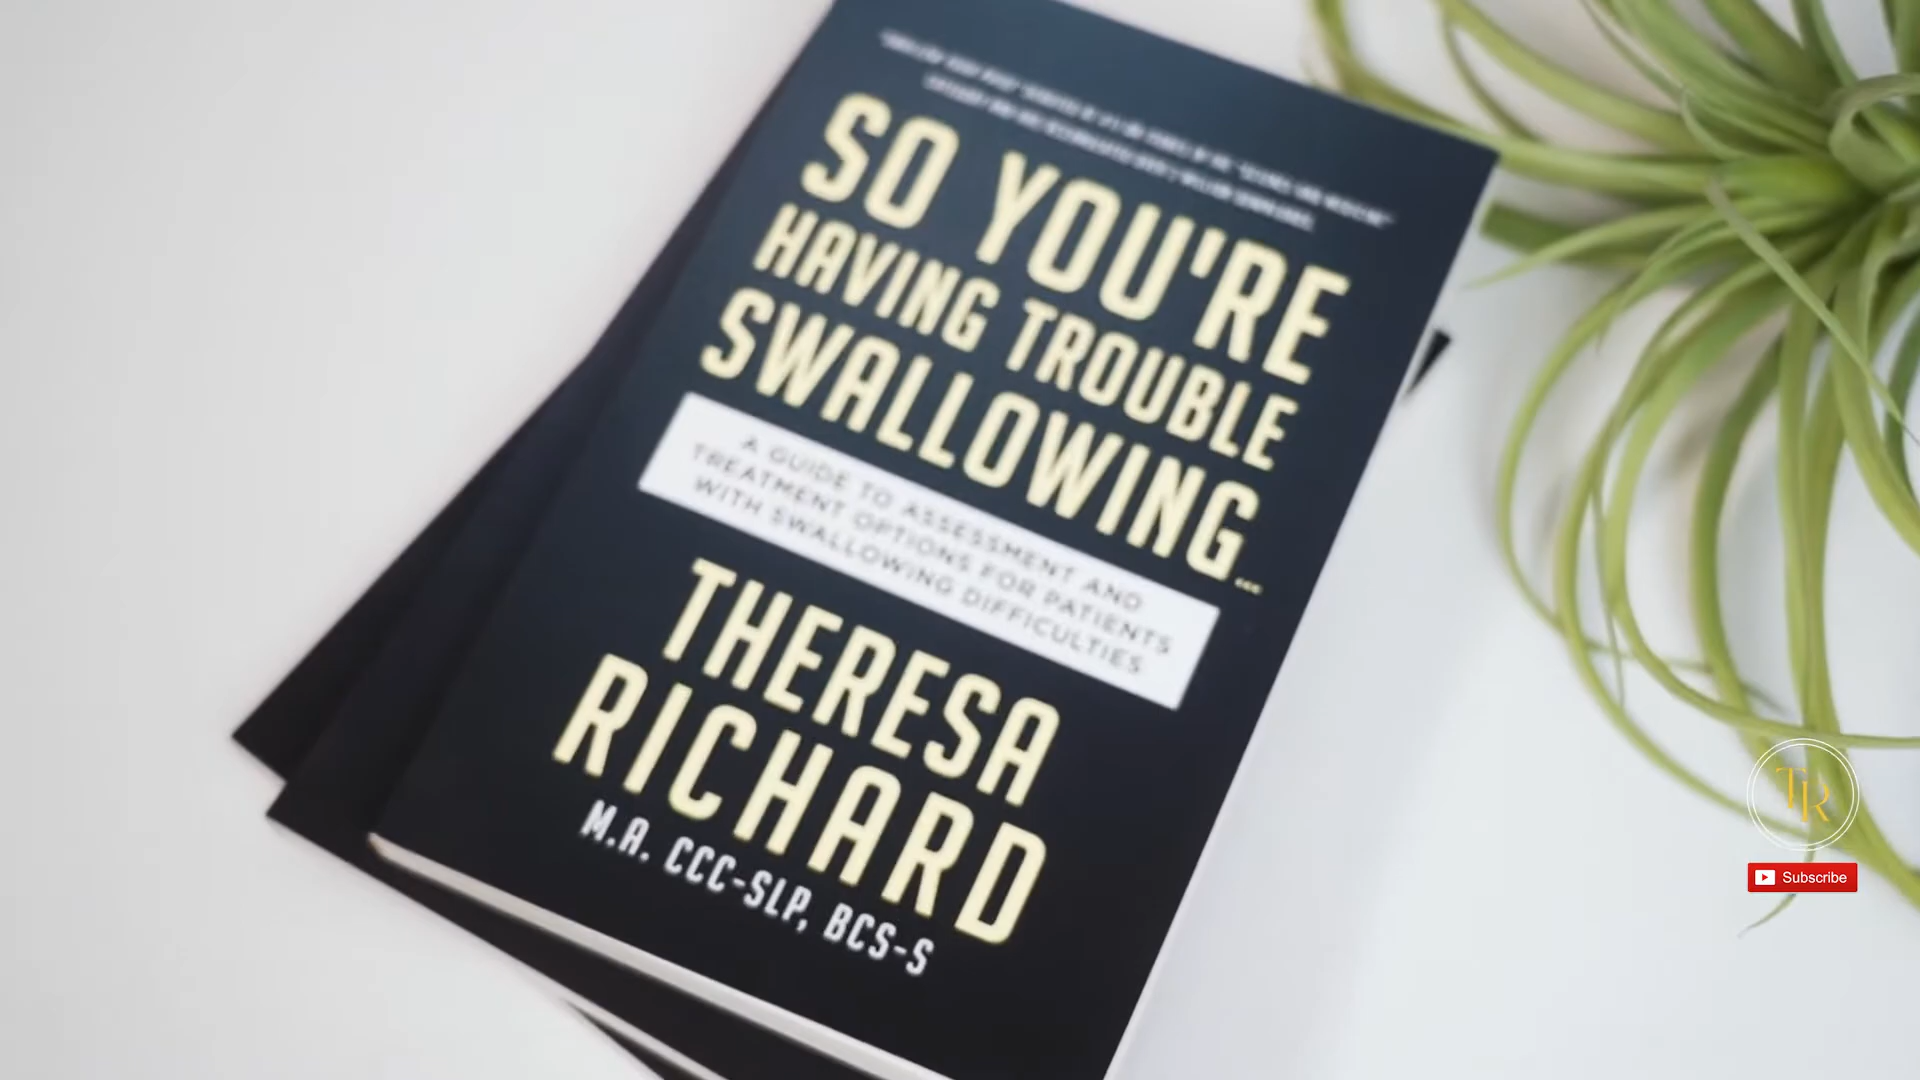 SO YOU'RE
HAVING TROUBLE
SWALLOWING...
A GUIDE TO ASSESSMENT AND
TREATMENT OPTIONS FOR PATIENTS
WITH SWALLOWING DIFFICULTIES
THERESA
RICHARD
M.A. CCC-SLP, BCS-S
TR
Subscribe